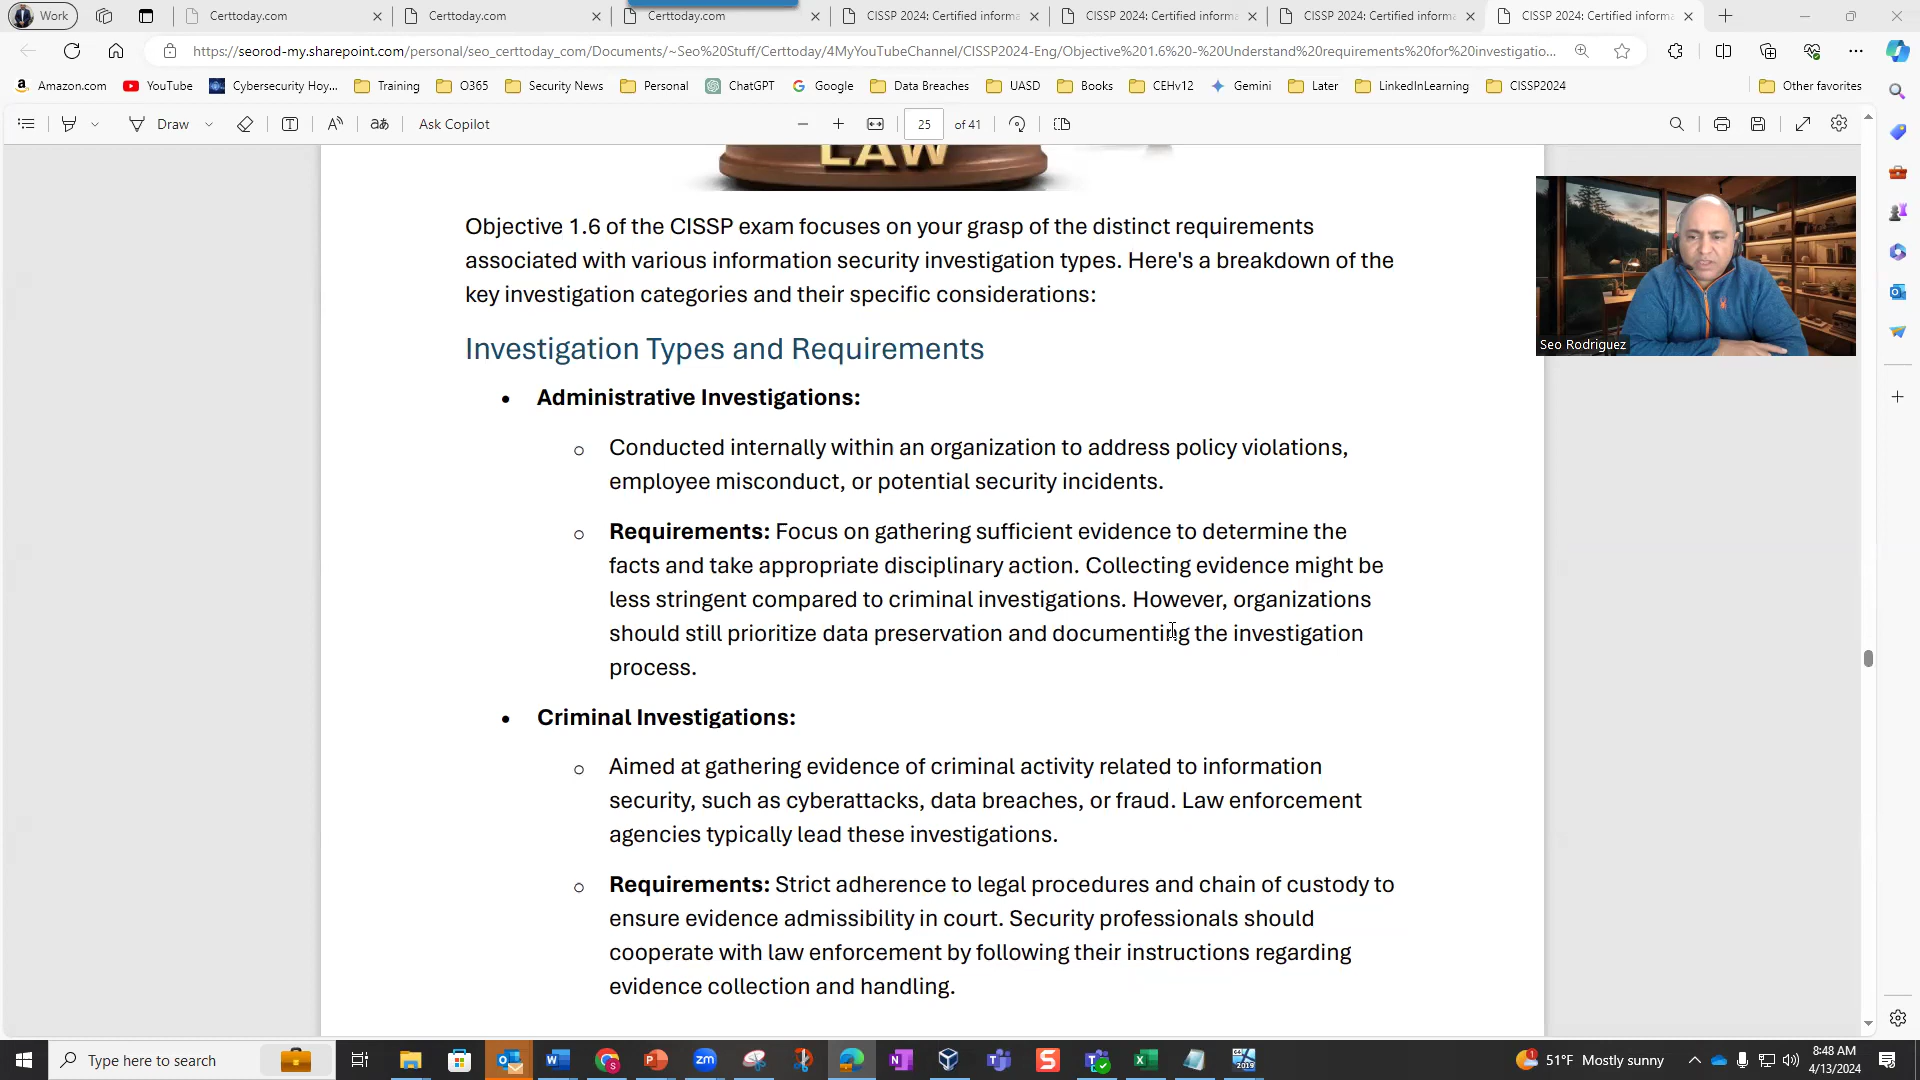 Work
Certtoday.com
Certtoday.com
Certtoday.com
CISSP 2024: Certified informa
CISSP 2024: Certified informa
CISSP 2024: Certified informa
CISSP 2024: Certified informa
https://seorod-my.sharepoint.com/personal/seo_certtoday_com/Documents/~Seo%20Stuff/Certtoday/4MyYouTubeChannel/CISSP2024-Eng/Objective%201.6%20-%20Understand%20requirements%20for%20investigatio...
Amazon.com
YouTube
Cybersecurity Hoy...
Training
O365
Security News
Personal
ChatGPT
Google
Data Breaches
UASD
Books
CEHv12
Gemini
Later
LinkedInLearning
CISSP2024
Other favorites
Draw
Ask Copilot
25 of 41
LAW
Objective 1.6 of the CISSP exam focuses on your grasp of the distinct requirements
associated with various information security investigation types. Here's a breakdown of the
key investigation categories and their specific considerations:
Seo Rodriguez
Investigation Types and Requirements
• Administrative Investigations:
o Conducted internally within an organization to address policy violations,
employee misconduct, or potential security incidents.
o Requirements: Focus on gathering sufficient evidence to determine the
facts and take appropriate disciplinary action. Collecting evidence might be
less stringent compared to criminal investigations. However, organizations
should still prioritize data preservation and documenting the investigation
process.
• Criminal Investigations:
o Aimed at gathering evidence of criminal activity related to information
security, such as cyberattacks, data breaches, or fraud. Law enforcement
agencies typically lead these investigations.
o Requirements: Strict adherence to legal procedures and chain of custody to
ensure evidence admissibility in court. Security professionals should
cooperate with law enforcement by following their instructions regarding
evidence collection and handling.
Type here to search
51°F Mostly sunny
8:48 AM
4/13/2024